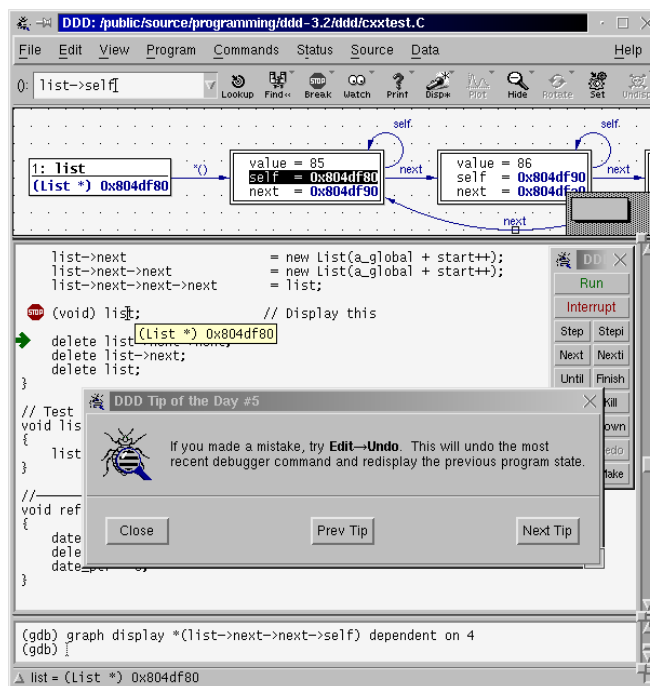 DDD: /public/source/programming/ddd-3.2/ddd/cxxtest.C
File Edit View Program Commands Status Source Data Help
(): list->self
Lookup Find«« Break Watch Print Disp* Plot Hide Rotate Set Undisp
1: list
(List *) 0x804df80
*()
value = 85
self = 0x804df80
next = 0x804df90
self
next
value = 86
self = 0x804df90
next = 0x804dfa0
self
next
next
list->next = new List(a_global + start++);
list->next->next = new List(a_global + start++);
list->next->next->next = list;
STOP (void) list; // Display this
(List *) 0x804df80
delete list
delete list->next;
delete list;
}
// Test
void lis
{
list
}
//
void ref
{
date
dele
date
}
DDD
Run
Interrupt
Step Stepi
Next Nexti
Until Finish
Kill
own
edo
Make
DDD Tip of the Day #5
If you made a mistake, try Edit→Undo. This will undo the most
recent debugger command and redisplay the previous program state.
Close Prev Tip Next Tip
(gdb) graph display *(list->next->next->self) dependent on 4
(gdb)
list = (List *) 0x804df80